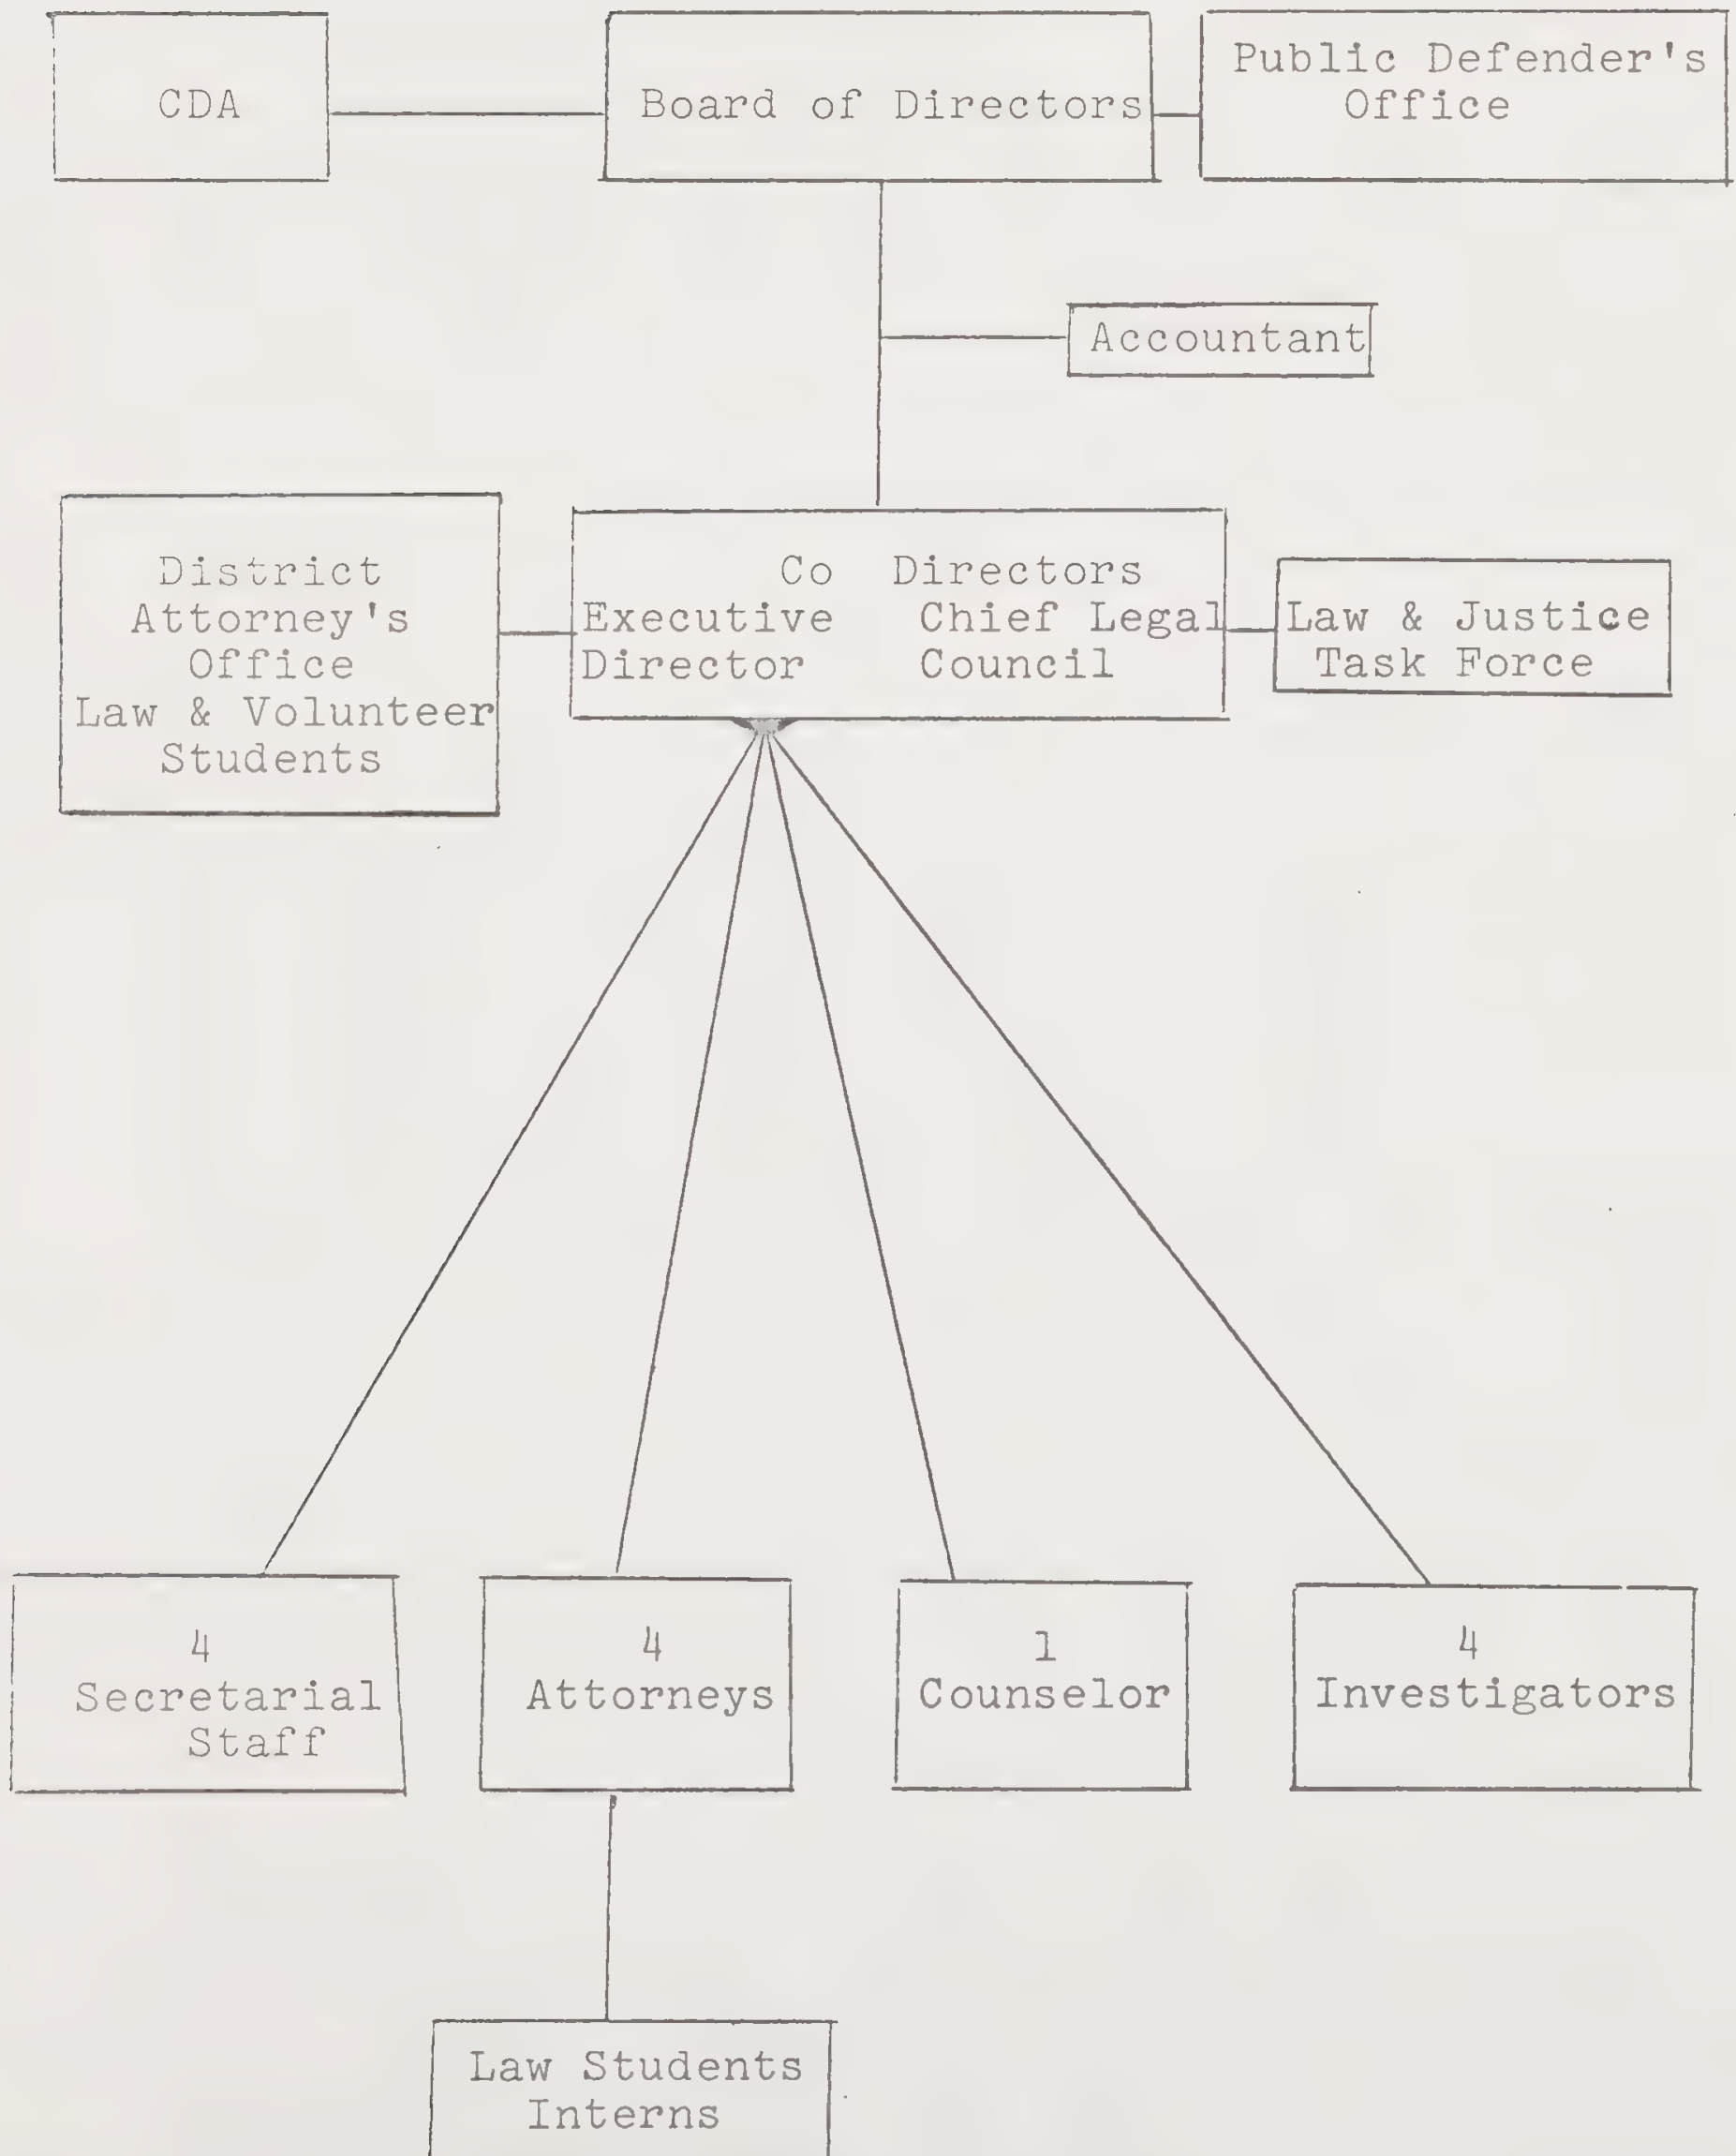 CDA
Board of Directors
Public Defender's
Office
Accountant
District
Attorney's
Office
Law & Volunteer
Students
Co Directors
Executive Chief Legal
Director Council
Law & Justice
Task Force
4
Secretarial
Staff
4
Attorneys
1
Counselor
4
Investigators
Law Students
Interns